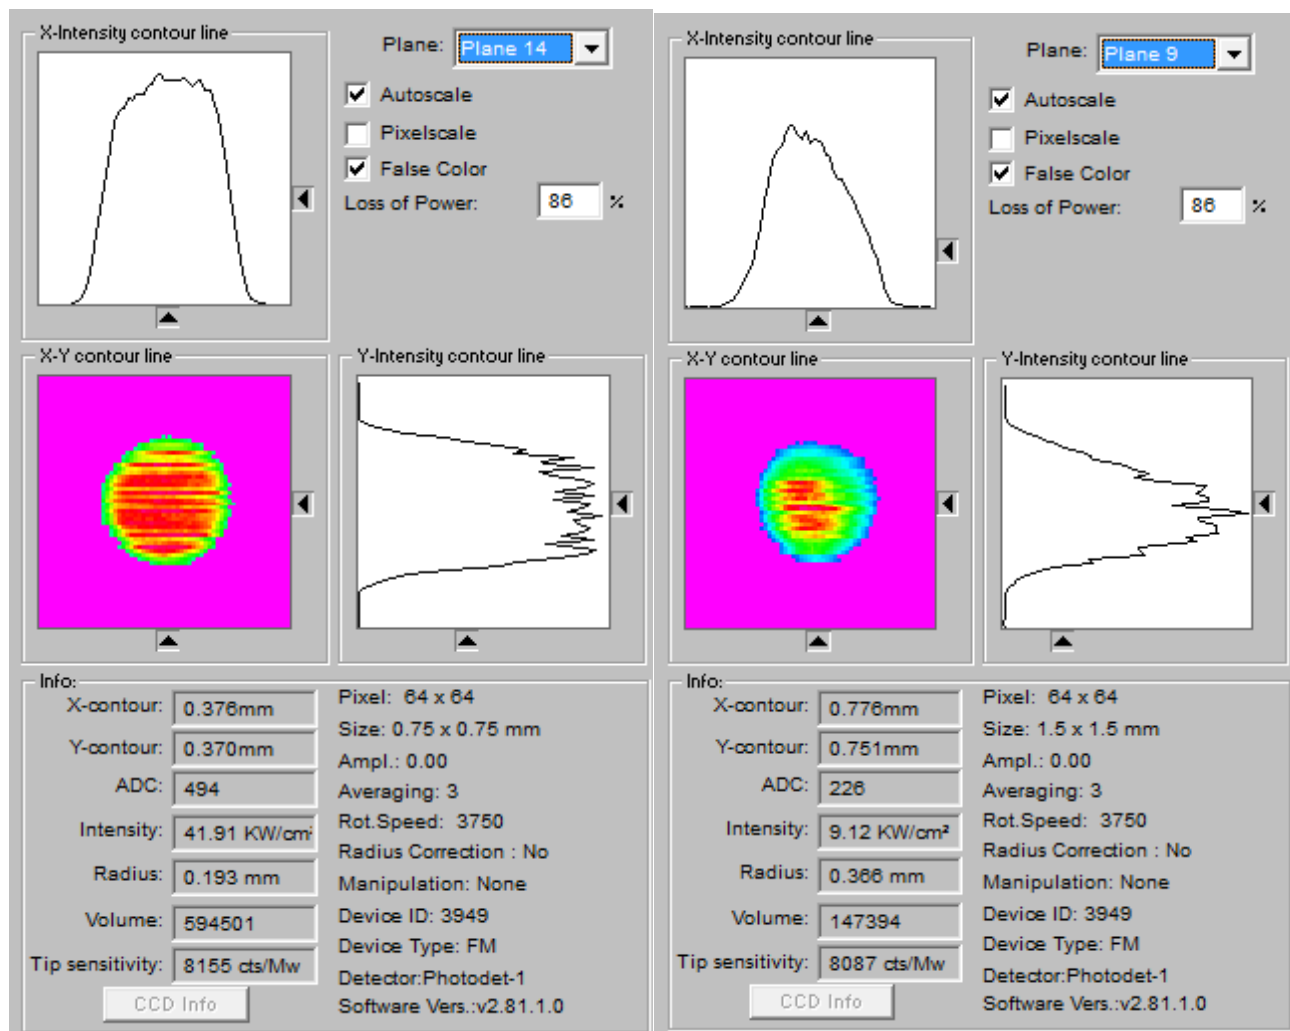 X-Intensity contour line
Plane: Plane 14
Autoscale
Pixelscale
False Color
Loss of Power: 86 %
X-Y contour line
Y-Intensity contour line
Info:
X-contour: 0.376mm
Y-contour: 0.370mm
ADC: 494
Intensity: 41.91 KW/cm²
Radius: 0.193 mm
Volume: 594501
Tip sensitivity: 8155 cts/Mw
CCD Info
Pixel: 64 x 64
Size: 0.75 x 0.75 mm
Ampl.: 0.00
Averaging: 3
Rot.Speed: 3750
Radius Correction : No
Manipulation: None
Device ID: 3949
Device Type: FM
Detector:Photodet-1
Software Vers.:v2.81.1.0
X-Intensity contour line
Plane: Plane 9
Autoscale
Pixelscale
False Color
Loss of Power: 86 %
X-Y contour line
Y-Intensity contour line
Info:
X-contour: 0.776mm
Y-contour: 0.751mm
ADC: 226
Intensity: 9.12 KW/cm²
Radius: 0.366 mm
Volume: 147394
Tip sensitivity: 8087 cts/Mw
CCD Info
Pixel: 64 x 64
Size: 1.5 x 1.5 mm
Ampl.: 0.00
Averaging: 3
Rot.Speed: 3750
Radius Correction : No
Manipulation: None
Device ID: 3949
Device Type: FM
Detector:Photodet-1
Software Vers.:v2.81.1.0